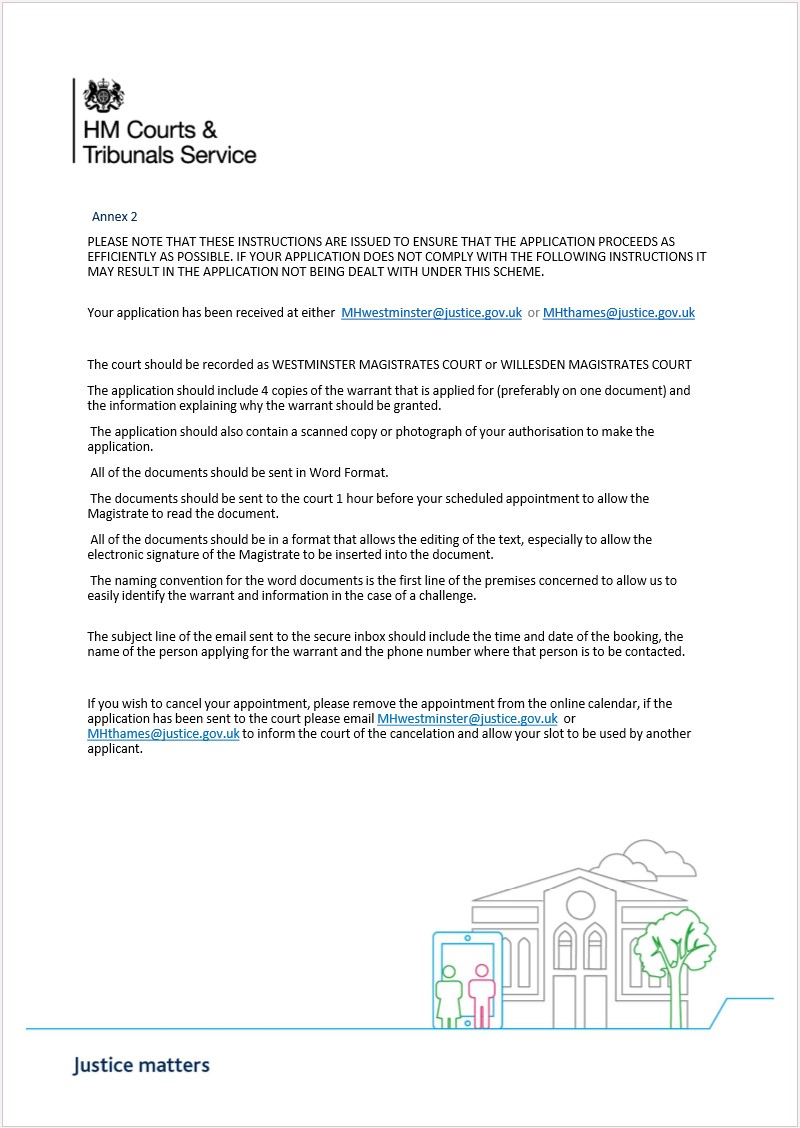 HM Courts &
Tribunals Service
Annex 2
PLEASE NOTE THAT THESE INSTRUCTIONS ARE ISSUED TO ENSURE THAT THE APPLICATION PROCEEDS AS
EFFICIENTLY AS POSSIBLE. IF YOUR APPLICATION DOES NOT COMPLY WITH THE FOLLOWING INSTRUCTIONS IT
MAY RESULT IN THE APPLICATION NOT BEING DEALT WITH UNDER THIS SCHEME.
Your application has been received at either MHwestminster@justice.gov.uk or MHthames@justice.gov.uk
The court should be recorded as WESTMINSTER MAGISTRATES COURT or WILLESDEN MAGISTRATES COURT
The application should include 4 copies of the warrant that is applied for (preferably on one document) and
the information explaining why the warrant should be granted.
The application should also contain a scanned copy or photograph of your authorisation to make the
application.
All of the documents should be sent in Word Format.
The documents should be sent to the court 1 hour before your scheduled appointment to allow the
Magistrate to read the document.
All of the documents should be in a format that allows the editing of the text, especially to allow the
electronic signature of the Magistrate to be inserted into the document.
The naming convention for the word documents is the first line of the premises concerned to allow us to
easily identify the warrant and information in the case of a challenge.
The subject line of the email sent to the secure inbox should include the time and date of the booking, the
name of the person applying for the warrant and the phone number where that person is to be contacted.
If you wish to cancel your appointment, please remove the appointment from the online calendar, if the
application has been sent to the court please email MHwestminster@justice.gov.uk or
MHthames@justice.gov.uk to inform the court of the cancelation and allow your slot to be used by another
applicant.
Justice matters